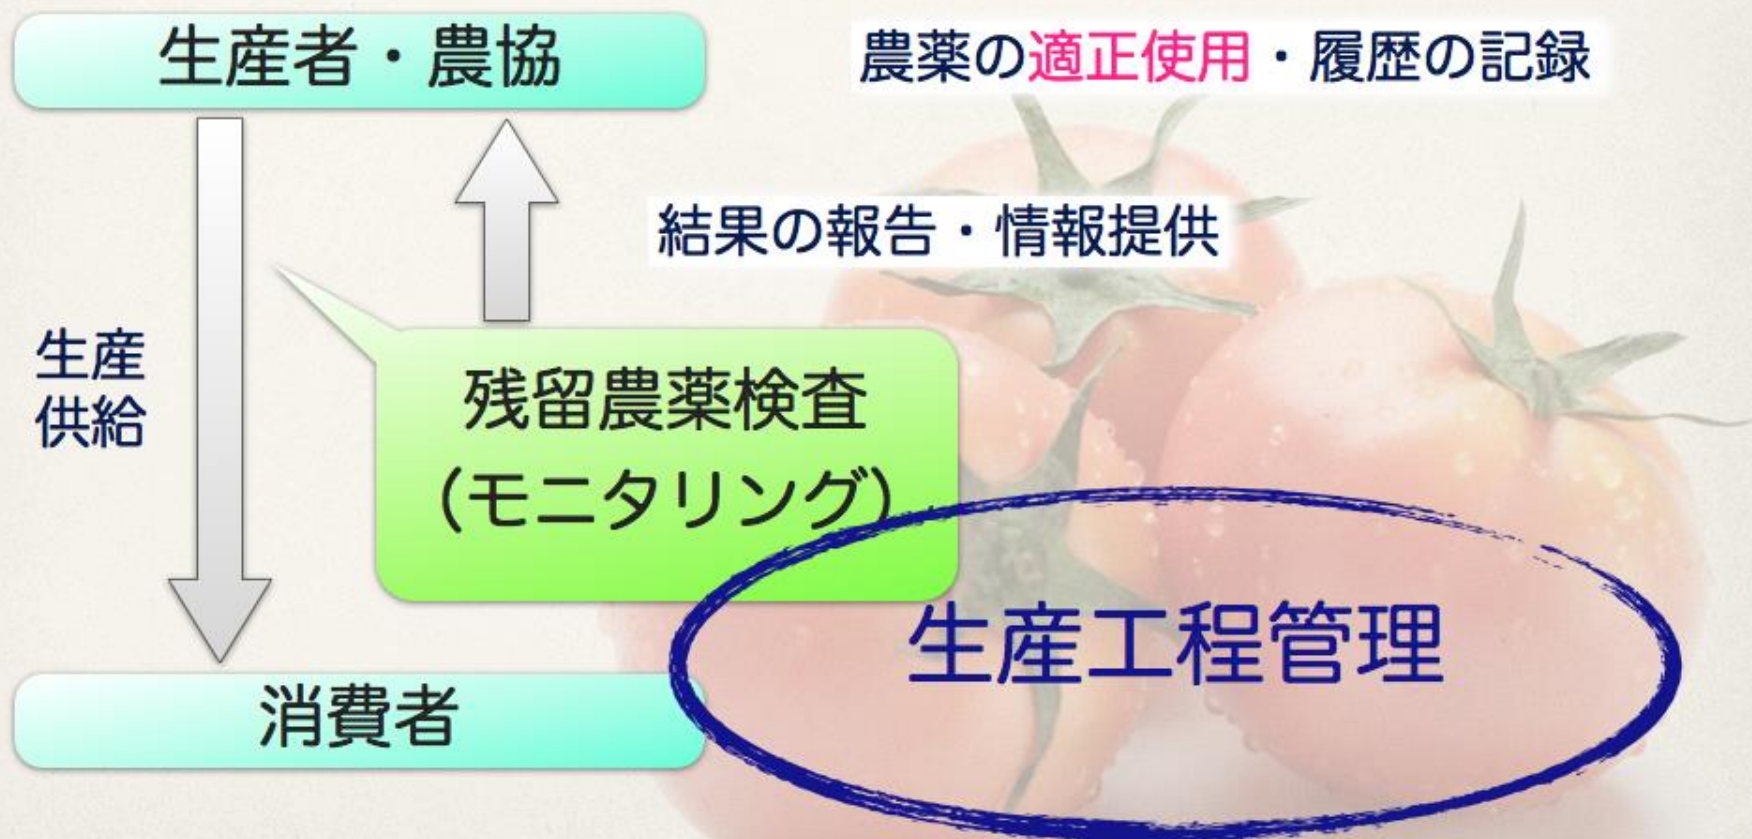 生産者・農協
農薬の適正使用・履歴の記録
結果の報告・情報提供
生産
供給
残留農薬検査
(モニタリング)
生産工程管理
消費者